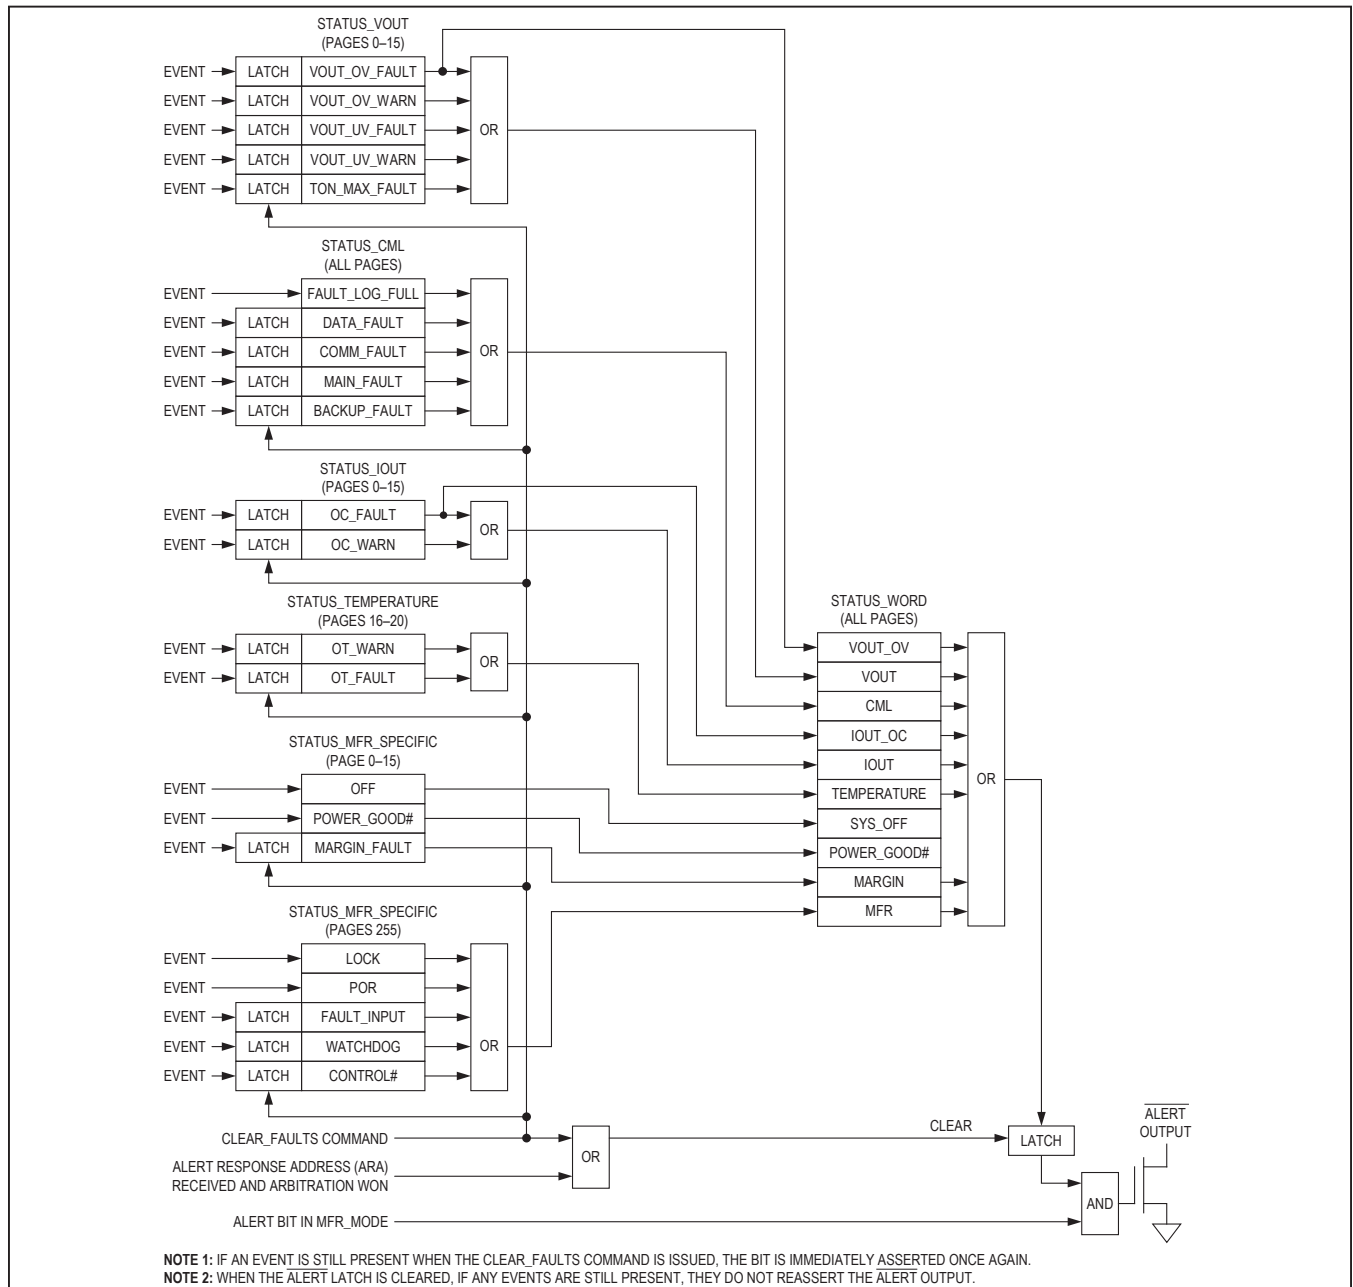 STATUS_VOUT
(PAGES 0–15)
EVENT LATCH VOUT_OV_FAULT
EVENT LATCH VOUT_OV_WARN
EVENT LATCH VOUT_UV_FAULT OR
EVENT LATCH VOUT_UV_WARN
EVENT LATCH TON_MAX_FAULT
STATUS_CML
(ALL PAGES)
EVENT FAULT_LOG_FULL
EVENT LATCH DATA_FAULT
EVENT LATCH COMM_FAULT OR
EVENT LATCH MAIN_FAULT
EVENT LATCH BACKUP_FAULT
STATUS_IOUT
(PAGES 0–15)
EVENT LATCH OC_FAULT
OR
EVENT LATCH OC_WARN
STATUS_TEMPERATURE
(PAGES 16–20)
EVENT LATCH OT_WARN
OR
EVENT LATCH OT_FAULT
STATUS_MFR_SPECIFIC
(PAGE 0–15)
EVENT OFF
EVENT POWER_GOOD#
EVENT LATCH MARGIN_FAULT
STATUS_MFR_SPECIFIC
(PAGES 255)
EVENT LOCK
EVENT POR
EVENT LATCH FAULT_INPUT
EVENT LATCH WATCHDOG OR
EVENT LATCH CONTROL#
STATUS_WORD
(ALL PAGES)
VOUT_OV
VOUT
CML
IOUT_OC
IOUT
OR
TEMPERATURE
SYS_OFF
POWER_GOOD#
MARGIN
MFR
CLEAR_FAULTS COMMAND
ALERT RESPONSE ADDRESS (ARA)
RECEIVED AND ARBITRATION WON
OR
CLEAR
LATCH
ALERT
OUTPUT
AND
ALERT BIT IN MFR_MODE
NOTE 1: IF AN EVENT IS STILL PRESENT WHEN THE CLEAR_FAULTS COMMAND IS ISSUED, THE BIT IS IMMEDIATELY ASSERTED ONCE AGAIN.
NOTE 2: WHEN THE ALERT LATCH IS CLEARED, IF ANY EVENTS ARE STILL PRESENT, THEY DO NOT REASSERT THE ALERT OUTPUT.